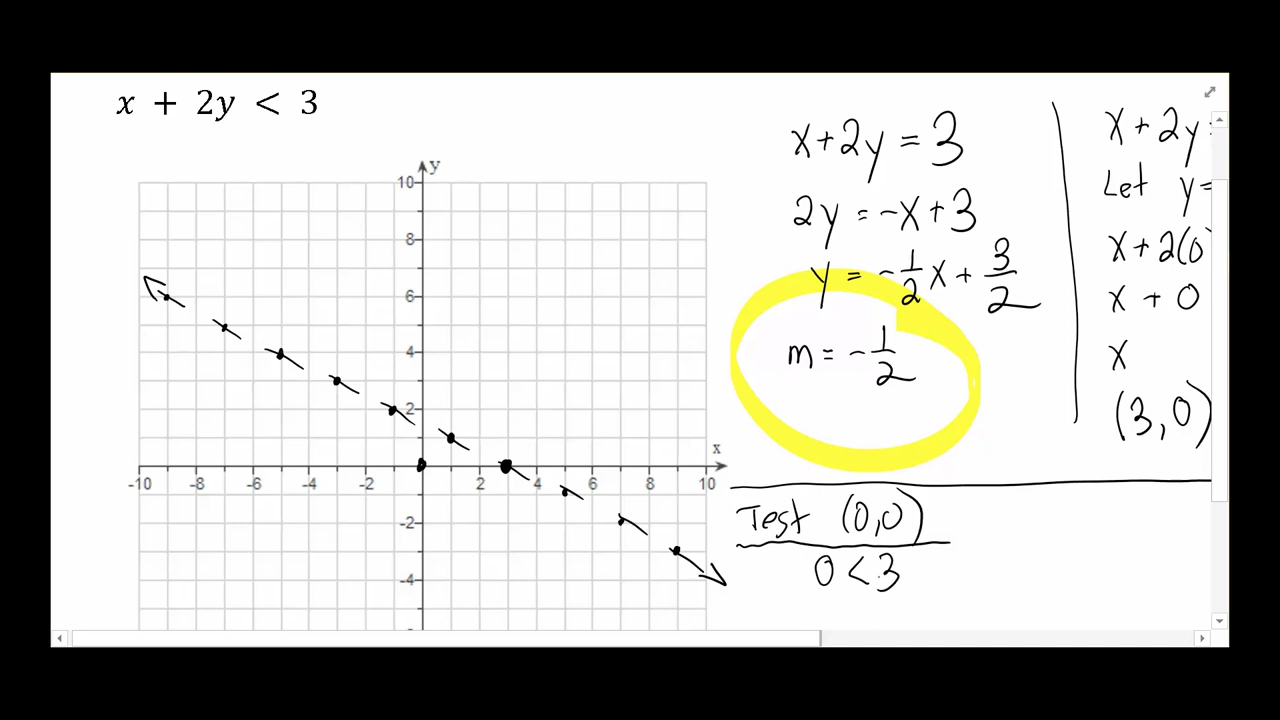 x + 2y < 3
y
10
8
6
4
2
-10 -8 -6 -4 -2 2 4 6 8 10
x
-2
-4
x+2y = 3
2y = -x+3
y = -1/2 x + 3/2
m = -1/2
x+2y
Let y=
x+2(0
x + 0
x
(3,0)
Test (0,0)
0 < 3